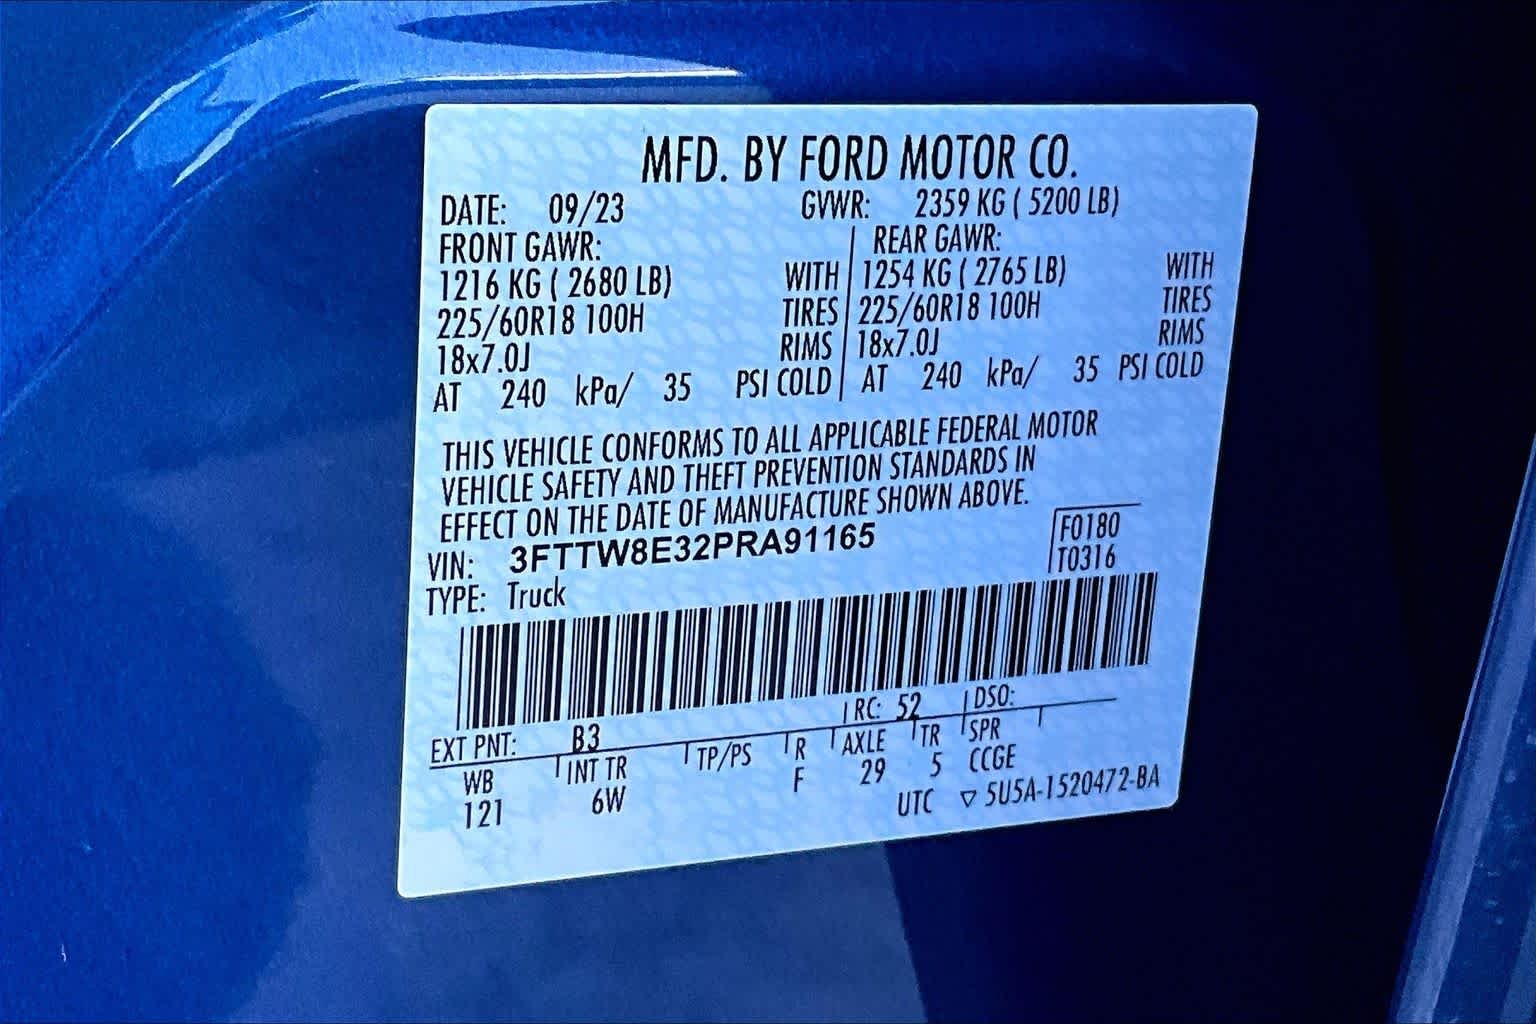 MFD. BY FORD MOTOR CO.
DATE: 09/23 GVWR: 2359 KG ( 5200 LB)
FRONT GAWR: REAR GAWR:
1216 KG ( 2680 LB) WITH 1254 KG ( 2765 LB) WITH
225/60R18 100H TIRES 225/60R18 100H TIRES
18x7.0J RIMS 18x7.0J RIMS
AT 240 kPa/ 35 PSI COLD AT 240 kPa/ 35 PSI COLD
THIS VEHICLE CONFORMS TO ALL APPLICABLE FEDERAL MOTOR
VEHICLE SAFETY AND THEFT PREVENTION STANDARDS IN
EFFECT ON THE DATE OF MANUFACTURE SHOWN ABOVE.
VIN: 3FTTW8E32PRA91165 F0180
TYPE: Truck T0316
EXT PNT: B3 RC: 52 DSO:
WB INT TR TP/PS R AXLE TR SPR
121 6W F 29 5 CCGE
UTC ▽ 5U5A-1520472-BA